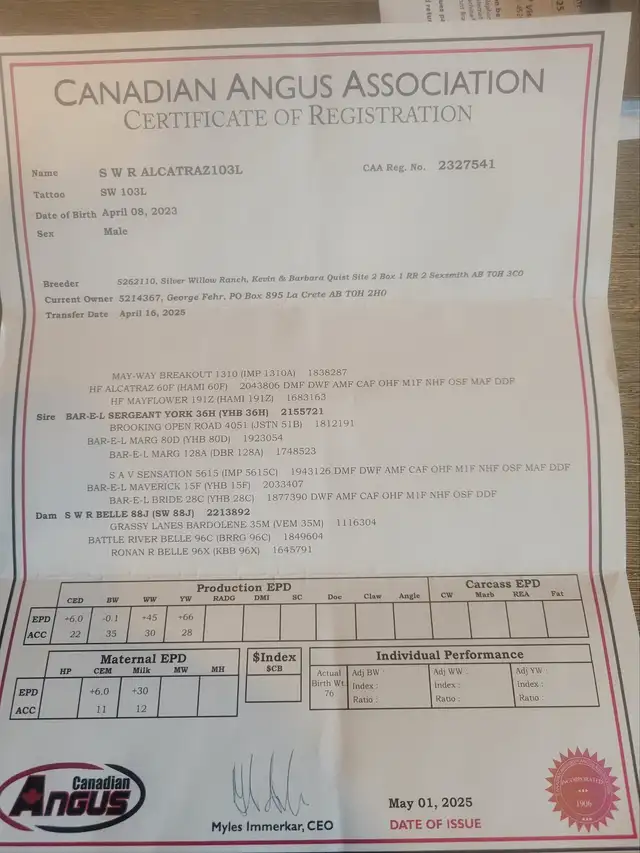 CANADIAN ANGUS ASSOCIATION
CERTIFICATE OF REGISTRATION
Name S W R ALCATRAZ103L CAA Reg. No. 2327541
Tattoo SW 103L
Date of Birth April 08, 2023
Sex Male
Breeder 5262110, Silver Willow Ranch, Kevin & Barbara Quist Site 2 Box 1 RR 2 Sexsmith AB T0H 3C0
Current Owner 5214367, George Fehr, PO Box 895 La Crete AB T0H 2H0
Transfer Date April 16, 2025
MAY-WAY BREAKOUT 1310 (IMP 1310A) 1838287
HF ALCATRAZ 60F (HAMI 60F) 2043806 DMF DWF AMF CAF OHF M1F NHF OSF MAF DDF
HF MAYFLOWER 191Z (HAMI 191Z) 1683163
Sire BAR-E-L SERGEANT YORK 36H (YHB 36H) 2155721
BROOKING OPEN ROAD 4051 (JSTN 51B) 1812191
BAR-E-L MARG 80D (YHB 80D) 1923054
BAR-E-L MARG 128A (DBR 128A) 1748523
S A V SENSATION 5615 (IMP 5615C) 1943126 DMF DWF AMF CAF OHF M1F NHF OSF MAF DDF
BAR-E-L MAVERICK 15F (YHB 15F) 2033407
BAR-E-L BRIDE 28C (YHB 28C) 1877390 DWF AMF CAF OHF M1F NHF OSF DDF
Dam S W R BELLE 88J (SW 88J) 2213892
GRASSY LANES BARDOLENE 35M (VEM 35M) 1116304
BATTLE RIVER BELLE 96C (BRRG 96C) 1849604
RONAN R BELLE 96X (KBB 96X) 1645791
Production EPD Carcass EPD
CED BW WW YW RADG DMI SC Doc Claw Angle CW Marb REA Fat
EPD +6.0 -0.1 +45 +66
ACC 22 35 30 28
Maternal EPD $Index Individual Performance
HP CEM Milk MW MH $CB
EPD +6.0 +30
ACC 11 12
Actual Birth Wt. 76
Adj BW : Adj WW : Adj YW :
Index : Index : Index :
Ratio : Ratio : Ratio :
Canadian
ANGUS
Myles Immerkar, CEO
May 01, 2025
DATE OF ISSUE
INCORPORATED
1906